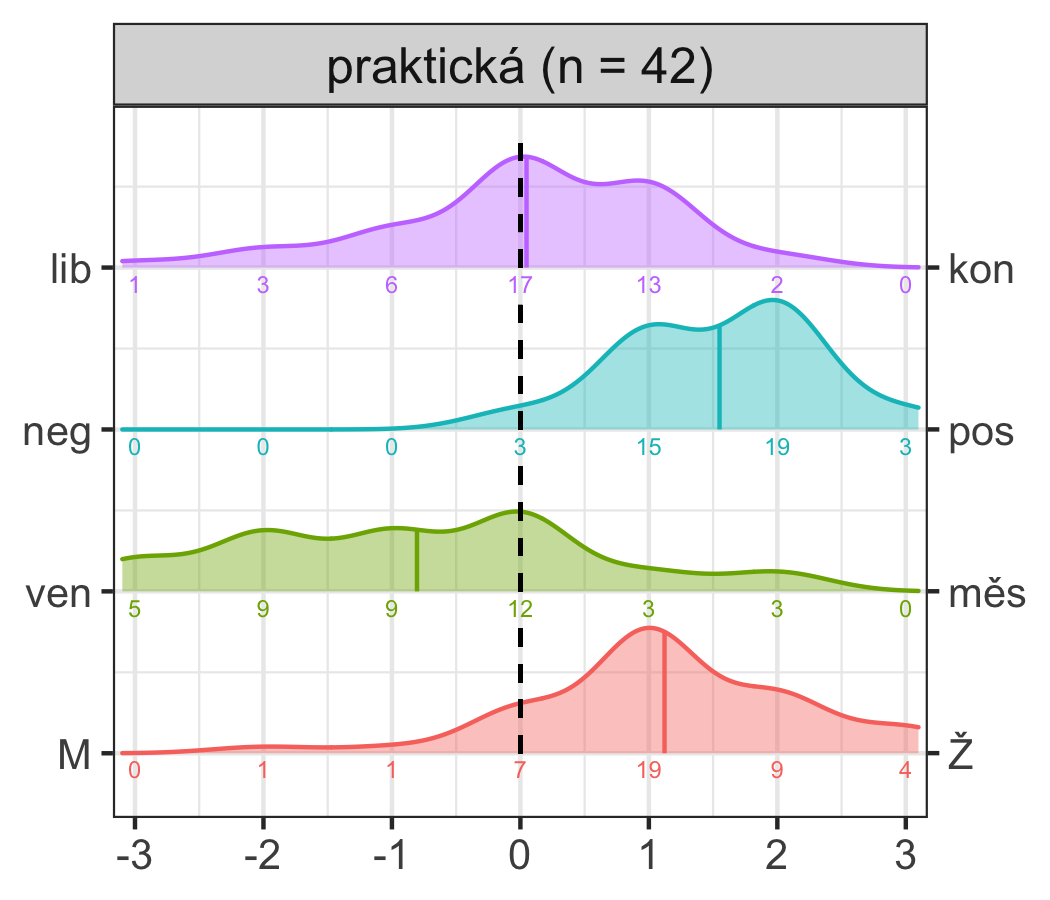 praktická (n = 42)
lib kon
1 3 6 17 13 2 0
neg pos
0 0 0 3 15 19 3
ven měs
5 9 9 12 3 3 0
M Ž
0 1 1 7 19 9 4
-3 -2 -1 0 1 2 3